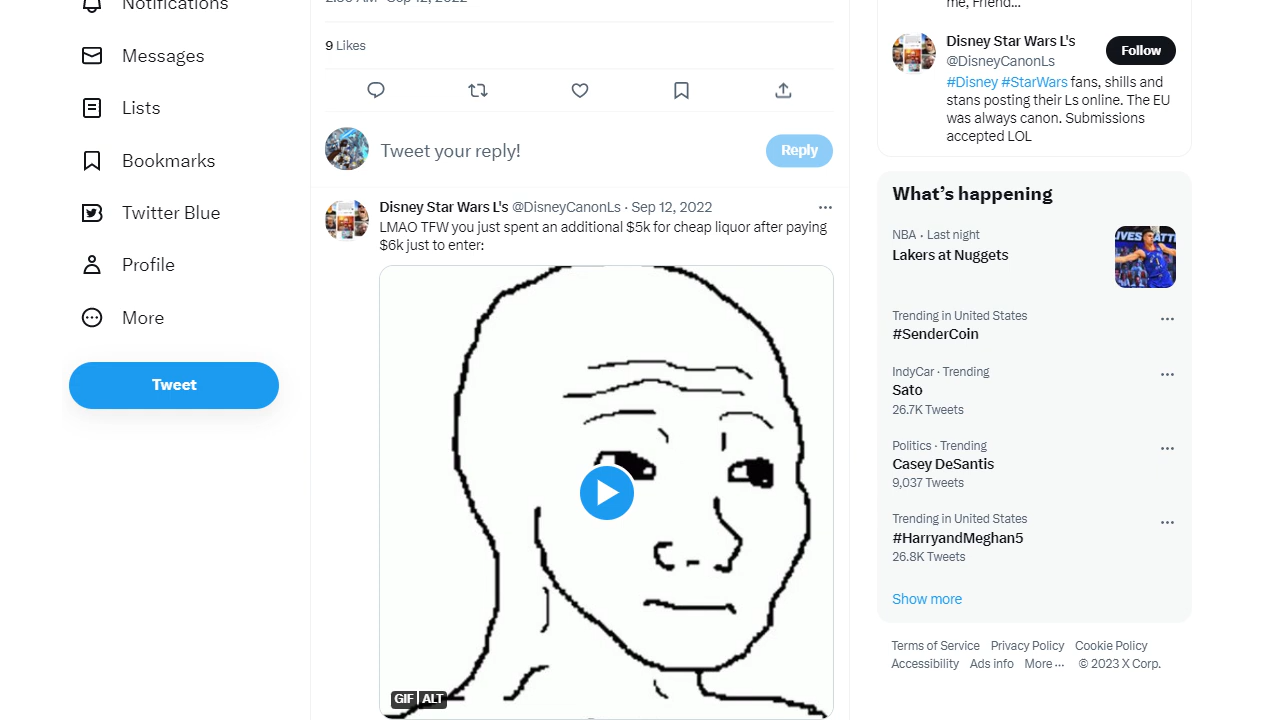 Notifications
Messages
Lists
Bookmarks
Twitter Blue
Profile
More
Tweet
9 Likes
Tweet your reply!
Reply
Disney Star Wars L's @DisneyCanonLs · Sep 12, 2022
LMAO TFW you just spent an additional $5k for cheap liquor after paying
$6k just to enter:
GIF ALT
me, Friend...
Disney Star Wars L's
@DisneyCanonLs
Follow
#Disney #StarWars fans, shills and
stans posting their Ls online. The EU
was always canon. Submissions
accepted LOL
What's happening
NBA · Last night
Lakers at Nuggets
Trending in United States
#SenderCoin
IndyCar · Trending
Sato
26.7K Tweets
Politics · Trending
Casey DeSantis
9,037 Tweets
Trending in United States
#HarryandMeghan5
26.8K Tweets
Show more
Terms of Service Privacy Policy Cookie Policy
Accessibility Ads info More ··· © 2023 X Corp.